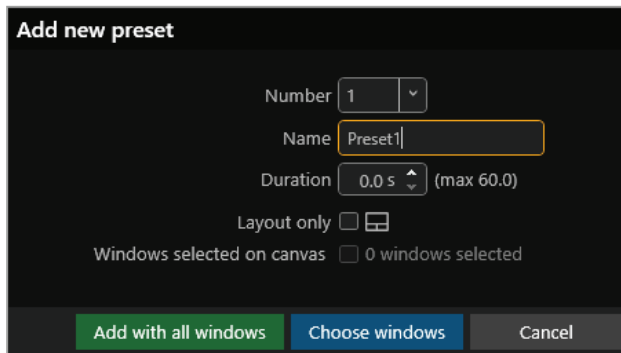 Add new preset
Number 1
Name Preset1
Duration 0.0 s (max 60.0)
Layout only
Windows selected on canvas 0 windows selected
Add with all windows Choose windows Cancel